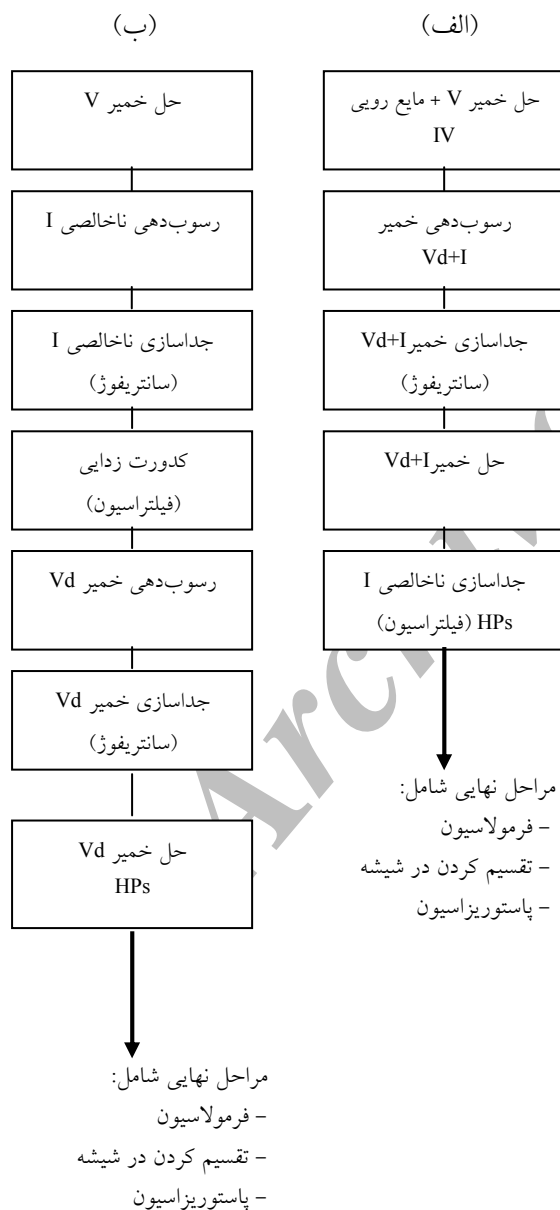 (الف)
حل خمیر V + مایع رویی
IV
رسوب‌دهی خمیر
Vd+I
جداسازی خمیرVd+I
(سانتریفوژ)
حل خمیرVd+I
جداسازی ناخالصی I
HPs (فیلتراسیون)
مراحل نهایی شامل:
- فرمولاسیون
- تقسیم کردن در شیشه
- پاستوریزاسیون
(ب)
حل خمیر V
رسوب‌دهی ناخالصی I
جداسازی ناخالصی I
(سانتریفوژ)
کدورت زدایی
(فیلتراسیون)
رسوب‌دهی خمیر Vd
جداسازی خمیر Vd
(سانتریفوژ)
حل خمیر Vd
HPs
مراحل نهایی شامل:
- فرمولاسیون
- تقسیم کردن در شیشه
- پاستوریزاسیون